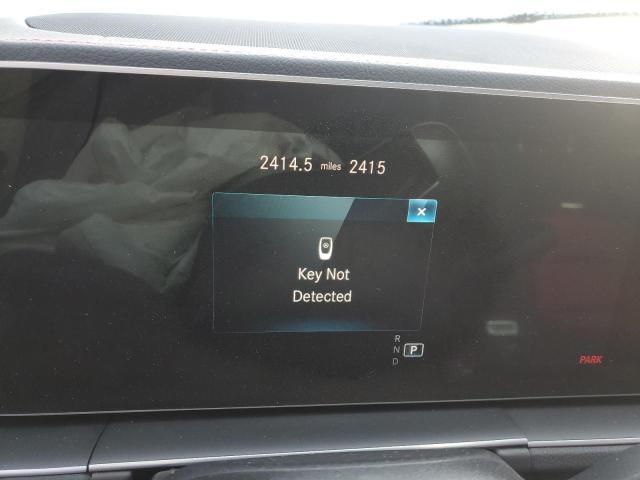 2414.5 miles 2415
×
Key Not
Detected
R
N P
D
PARK